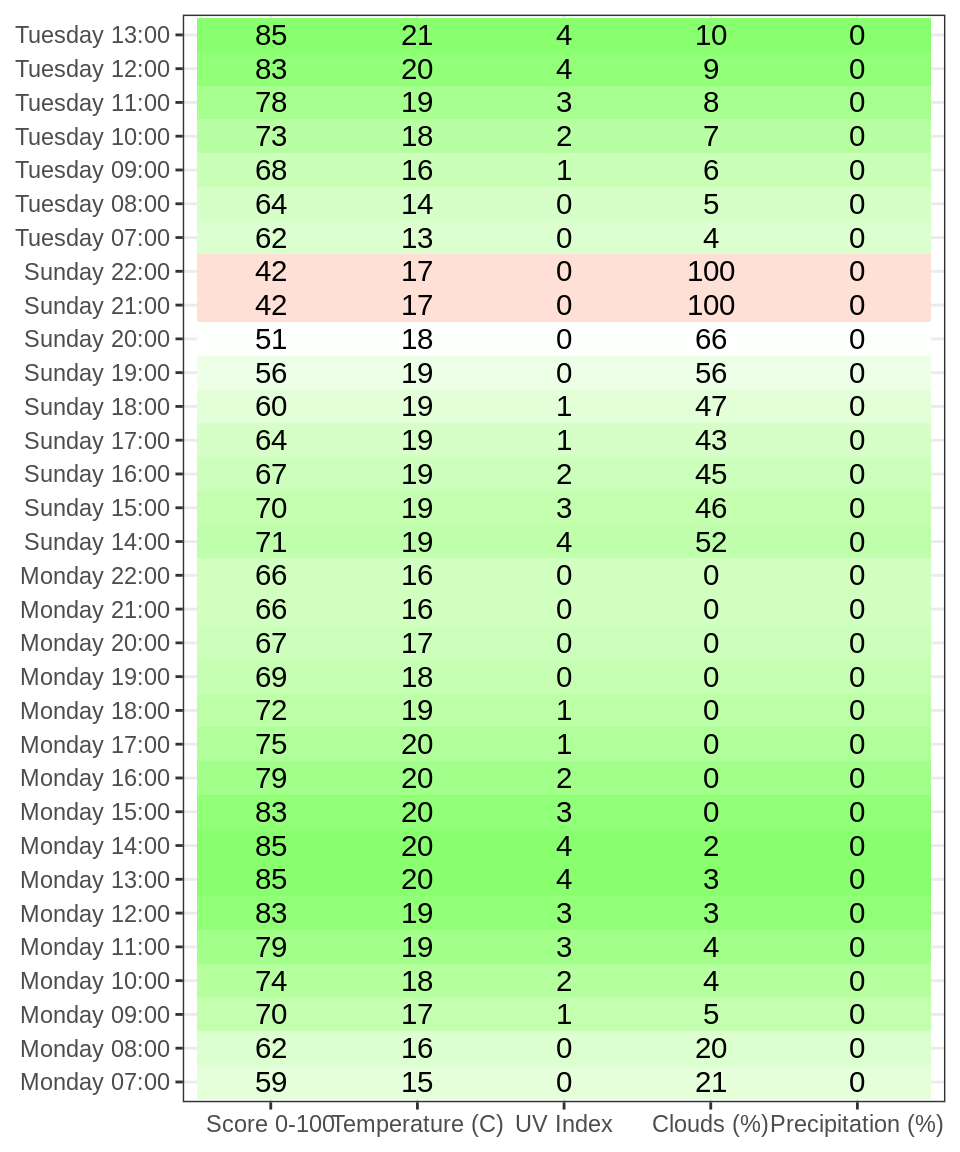 Tuesday 13:00 85 21 4 10 0
Tuesday 12:00 83 20 4 9 0
Tuesday 11:00 78 19 3 8 0
Tuesday 10:00 73 18 2 7 0
Tuesday 09:00 68 16 1 6 0
Tuesday 08:00 64 14 0 5 0
Tuesday 07:00 62 13 0 4 0
Sunday 22:00 42 17 0 100 0
Sunday 21:00 42 17 0 100 0
Sunday 20:00 51 18 0 66 0
Sunday 19:00 56 19 0 56 0
Sunday 18:00 60 19 1 47 0
Sunday 17:00 64 19 1 43 0
Sunday 16:00 67 19 2 45 0
Sunday 15:00 70 19 3 46 0
Sunday 14:00 71 19 4 52 0
Monday 22:00 66 16 0 0 0
Monday 21:00 66 16 0 0 0
Monday 20:00 67 17 0 0 0
Monday 19:00 69 18 0 0 0
Monday 18:00 72 19 1 0 0
Monday 17:00 75 20 1 0 0
Monday 16:00 79 20 2 0 0
Monday 15:00 83 20 3 0 0
Monday 14:00 85 20 4 2 0
Monday 13:00 85 20 4 3 0
Monday 12:00 83 19 3 3 0
Monday 11:00 79 19 3 4 0
Monday 10:00 74 18 2 4 0
Monday 09:00 70 17 1 5 0
Monday 08:00 62 16 0 20 0
Monday 07:00 59 15 0 21 0
Score 0-100 Temperature (C) UV Index Clouds (%) Precipitation (%)